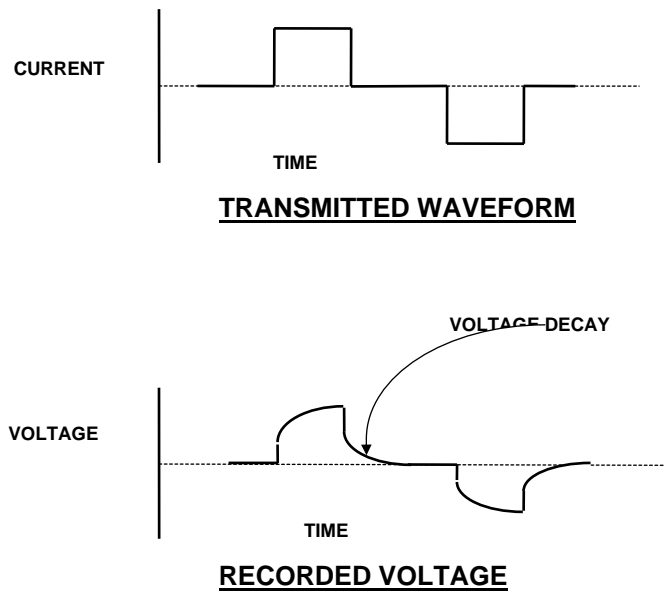 CURRENT
TIME
TRANSMITTED WAVEFORM
VOLTAGE DECAY
VOLTAGE
TIME
RECORDED VOLTAGE